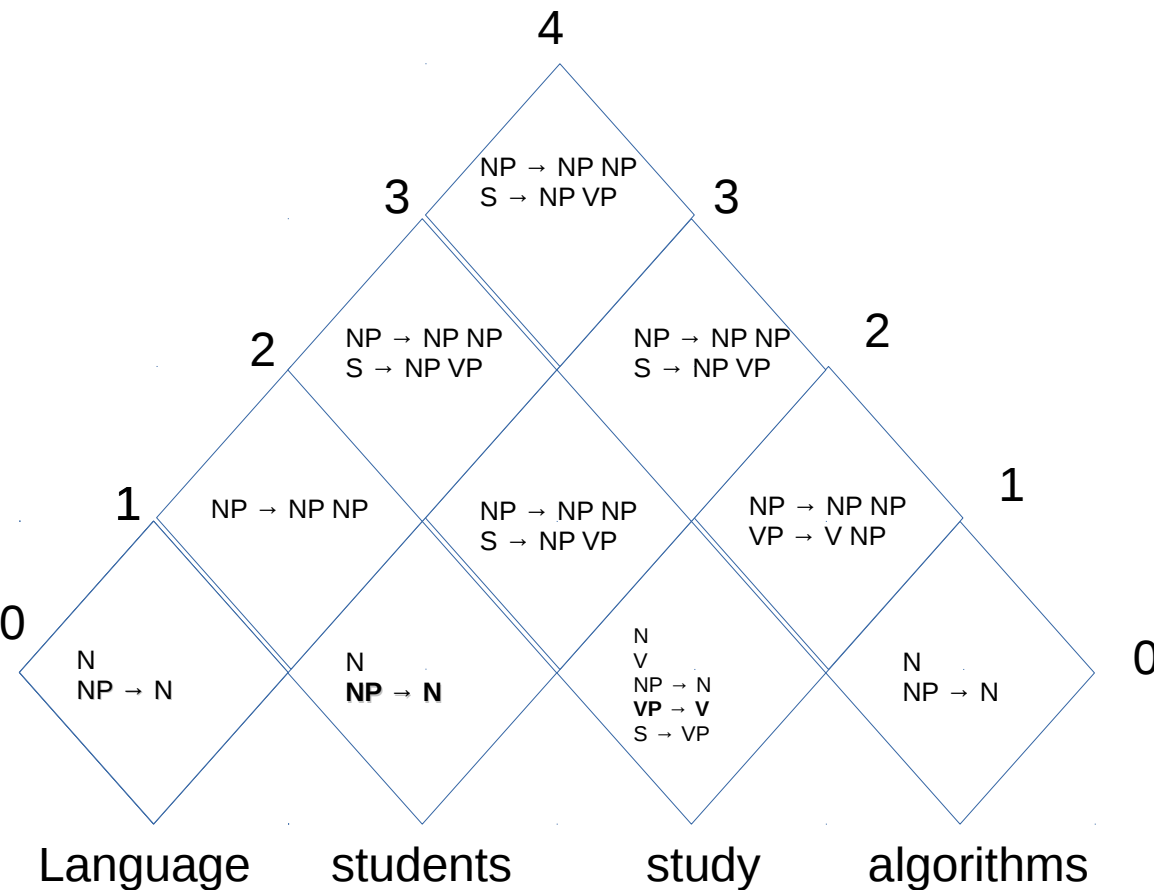 4
3
3
NP → NP NP
S → NP VP
2
2
NP → NP NP
S → NP VP
NP → NP NP
S → NP VP
1
1
NP → NP NP
NP → NP NP
S → NP VP
NP → NP NP
VP → V NP
0
0
N
NP → N
N
NP → N
N
V
NP → N
VP → V
S → VP
N
NP → N
Language students study algorithms